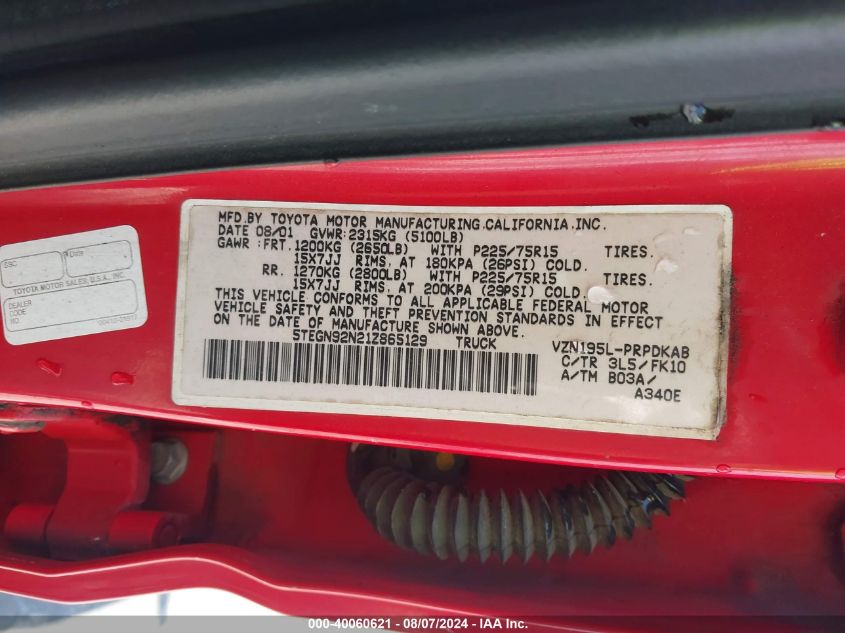 MFD.BY TOYOTA MOTOR MANUFACTURING.CALIFORNIA.INC.
DATE 08/01 GVWR:2315KG (5100LB)
GAWR :FRT.1200KG (2650LB) WITH P225/75R15 TIRES.
15X7JJ RIMS, AT 180KPA (26PSI) COLD.
RR. 1270KG (2800LB) WITH P225/75R15 TIRES.
15X7JJ RIMS, AT 200KPA (29PSI) COLD.
THIS VEHICLE CONFORMS TO ALL APPLICABLE FEDERAL MOTOR
VEHICLE SAFETY AND THEFT PREVENTION STANDARDS IN EFFECT
ON THE DATE OF MANUFACTURE SHOWN ABOVE.
5TEGN92N21Z865129 TRUCK VZN195L-PRPDKAB
C/TR 3L5/FK10
A/TM B03A/
A340E
SSC
TOYOTA MOTOR SALES, U.S.A., INC.
DEALER
CODE
NO.
000-40060621 - 08/07/2024 - IAA Inc.